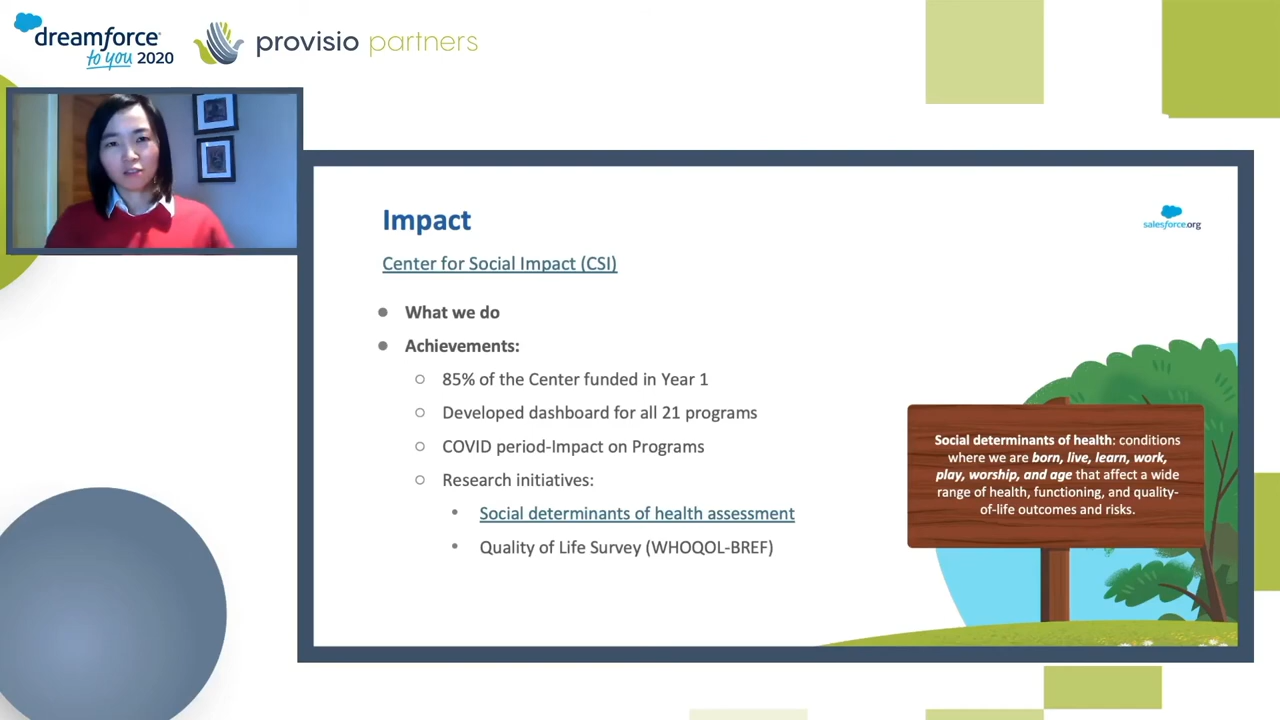 dreamforce
to you 2020
provisio partners
Impact
salesforce.org
Center for Social Impact (CSI)
What we do
Achievements:
85% of the Center funded in Year 1
Developed dashboard for all 21 programs
COVID period-Impact on Programs
Research initiatives:
Social determinants of health assessment
Quality of Life Survey (WHOQOL-BREF)
Social determinants of health: conditions
where we are born, live, learn, work,
play, worship, and age that affect a wide
range of health, functioning, and quality-
of-life outcomes and risks.